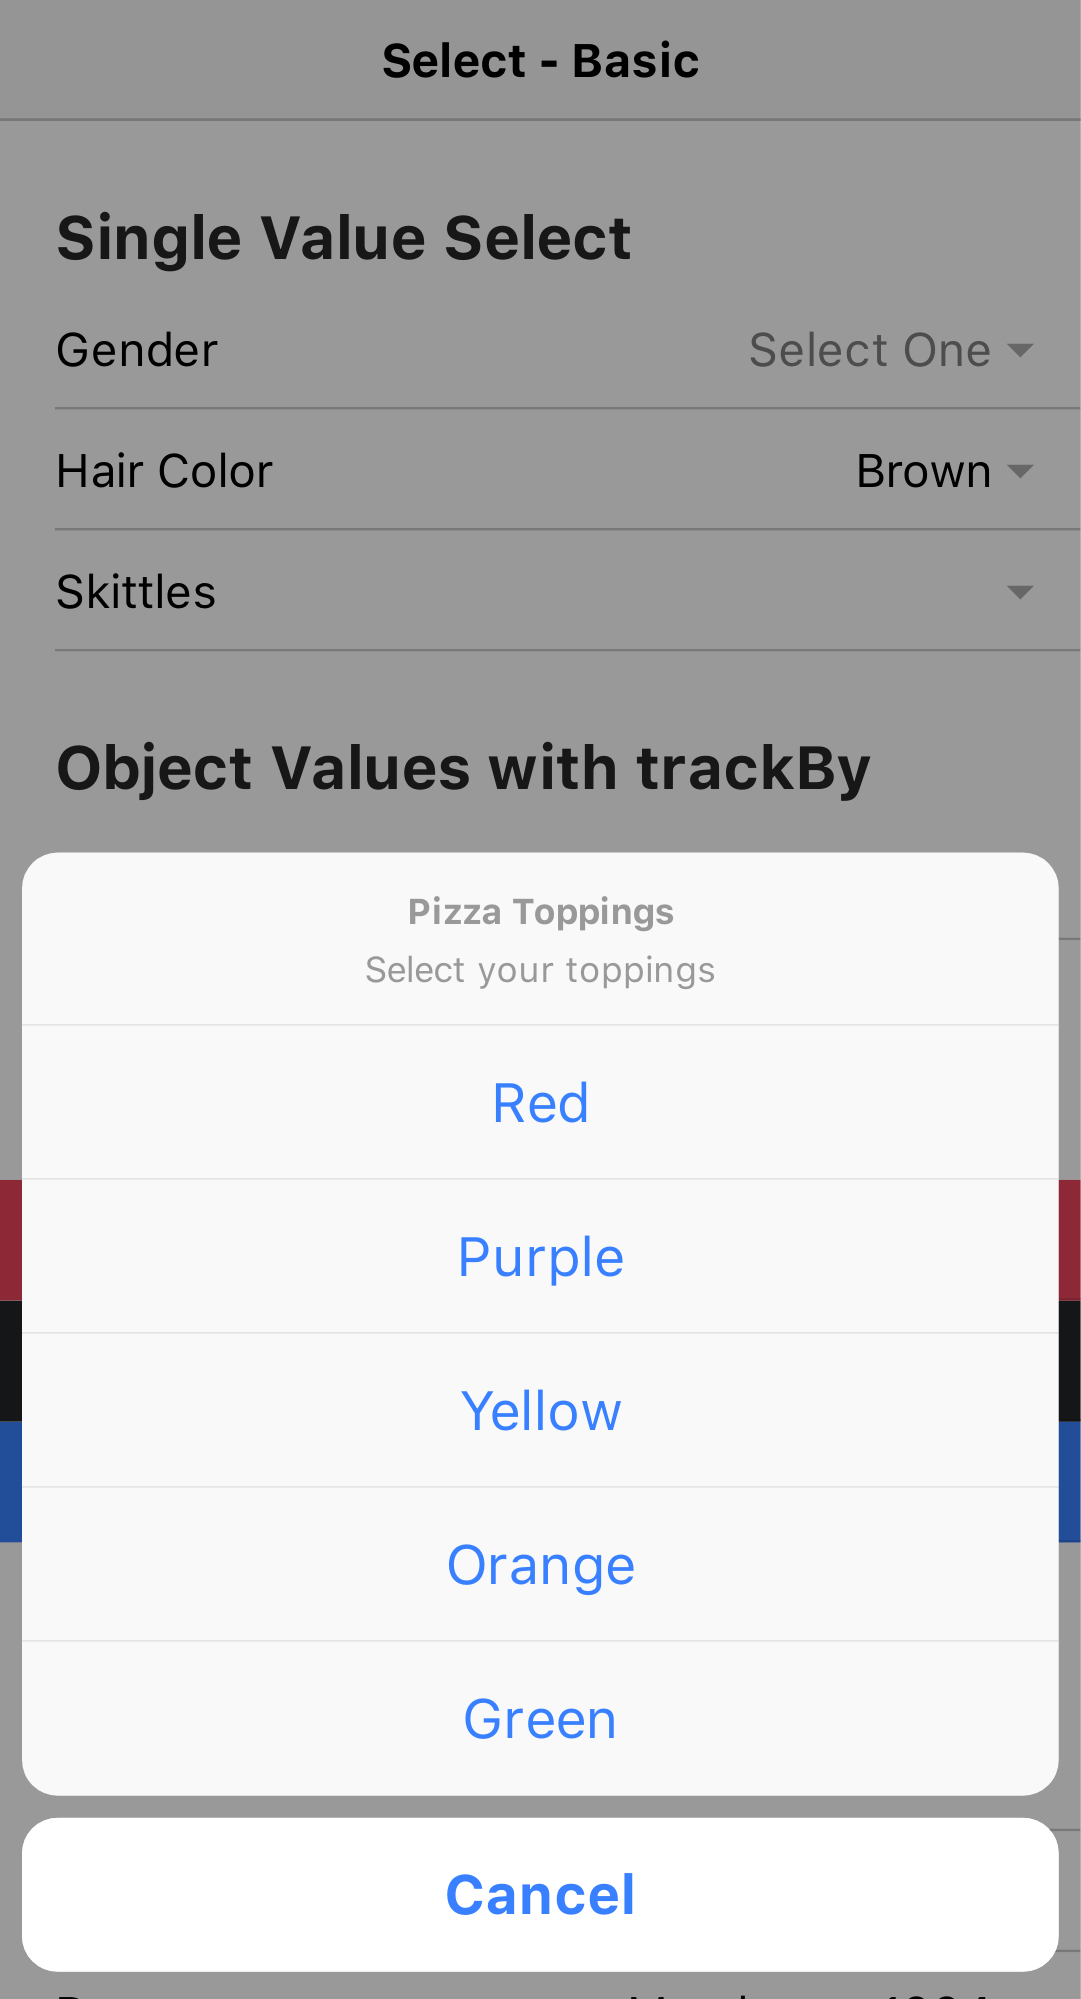 Select - Basic
Single Value Select
Gender Select One
Hair Color Brown
Skittles
Object Values with trackBy
Pizza Toppings
Select your toppings
Red
Purple
Yellow
Orange
Green
Cancel